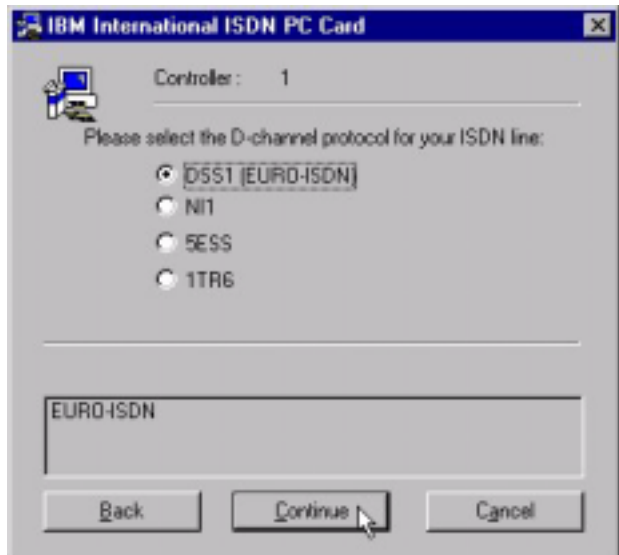 IBM International ISDN PC Card
Controller: 1
Please select the D-channel protocol for your ISDN line:
DSS1 (EURO-ISDN)
NI1
5ESS
1TR6
EURO-ISDN
Back
Continue
Cancel